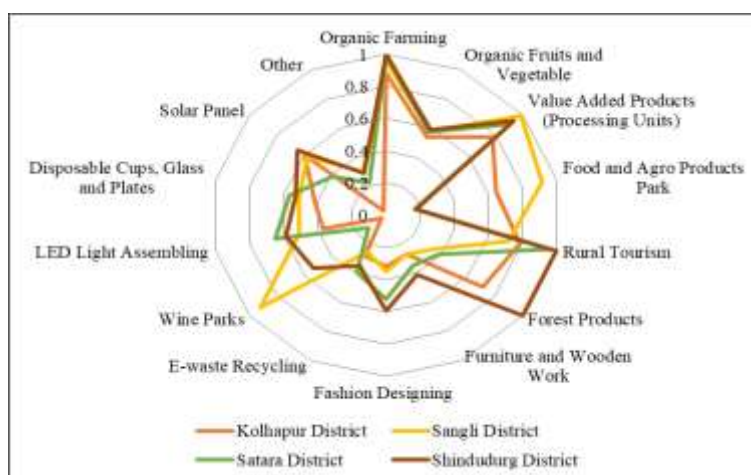 Organic Farming
Organic Fruits and
Vegetable
Value Added Products
(Processing Units)
Food and Agro Products
Park
Rural Tourism
Forest Products
Furniture and Wooden
Work
Fashion Designing
E-waste Recycling
Wine Parks
LED Light Assembling
Disposable Cups, Glass
and Plates
Solar Panel
Other
1
0.8
0.6
0.4
0.2
0
Kolhapur District
Sangli District
Satara District
Shindudurg District